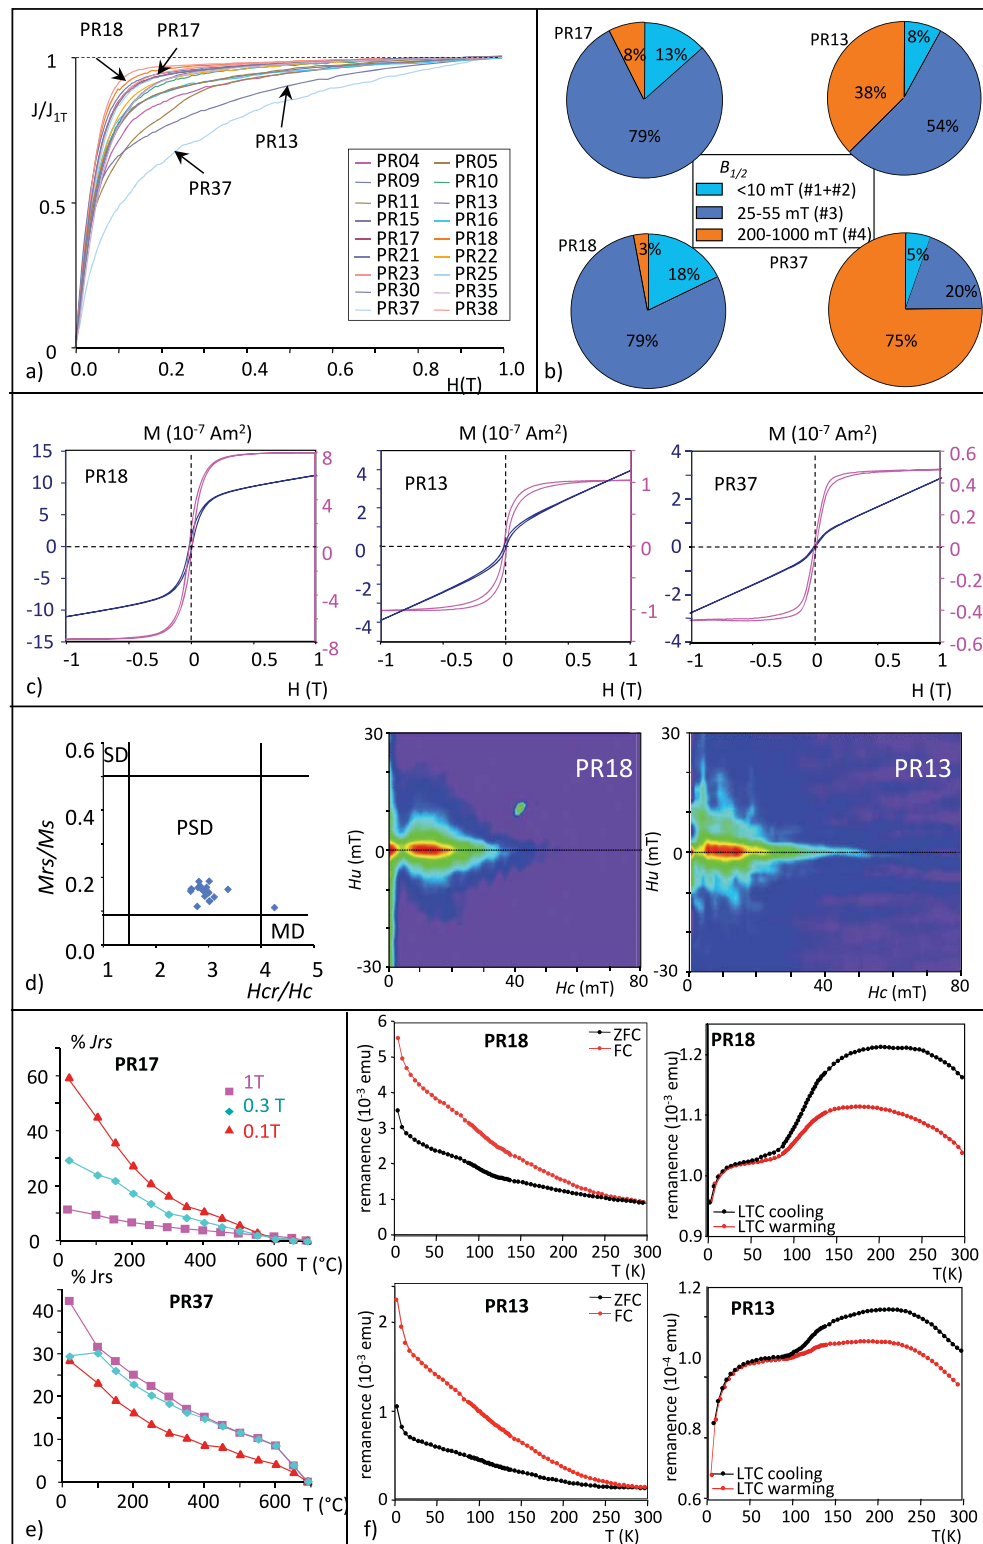 PR18
PR17
1
J/J1T
PR13
PR37
0.5
PR04 PR05
PR09 PR10
PR11 PR13
PR15 PR16
PR17 PR18
PR21 PR22
PR23 PR25
PR30 PR35
PR37 PR38
0
0.0 0.2 0.4 0.6 0.8 1.0
H(T)
a)
PR17
8%
13%
79%
PR13
8%
38%
54%
B1/2
<10 mT (#1+#2)
25-55 mT (#3)
200-1000 mT (#4)
PR18
3%
18%
79%
PR37
5%
20%
75%
b)
M (10-7 Am2)
15
10
5
0
-5
-10
-15
PR18
8
4
0
-4
-8
-1 -0.5 0 0.5 1
H (T)
M (10-7 Am2)
4
2
0
-2
-4
PR13
1
0
-1
-1 -0.5 0 0.5 1
H (T)
M (10-7 Am2)
4
2
0
-2
-4
PR37
0.6
0.4
0.2
0
-0.2
-0.4
-0.6
-1 -0.5 0 0.5 1
H (T)
c)
0.6
0.4
0.2
0.0
Mrs/Ms
SD
PSD
MD
1 2 3 4 5
Hcr/Hc
d)
30
0
-30
Hu (mT)
PR18
40 80
Hc (mT)
30
0
-30
Hu (mT)
PR13
40 80
Hc (mT)
% Jrs
PR17
60
40
20
0
1T
0.3 T
0.1T
0 200 400 600
T (°C)
% Jrs
PR37
40
30
20
10
0
0 200 400 600
T (°C)
e)
PR18
ZFC
FC
6
5
4
3
2
1
0
remanence (10-3 emu)
0 50 100 150 200 250 300
T (K)
PR18
1.2
1.1
1.0
0.9
remanence (10-3 emu)
LTC cooling
LTC warming
0 50 100 150 200 250 300
T(K)
PR13
ZFC
FC
2
1
0
remanence (10-3 emu)
0 50 100 150 200 250 300
T (K)
PR13
1.2
1.0
0.8
0.6
remanence (10-4 emu)
LTC cooling
LTC warming
0 50 100 150 200 250 300
T(K)
f)